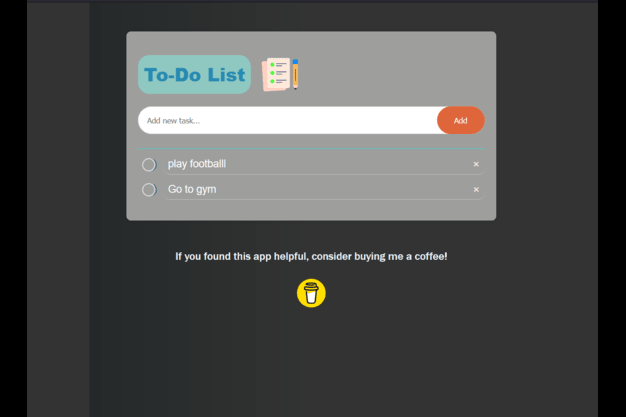 To-Do List
Add new task...
Add
play footballl
×
Go to gym
×
If you found this app helpful, consider buying me a coffee!